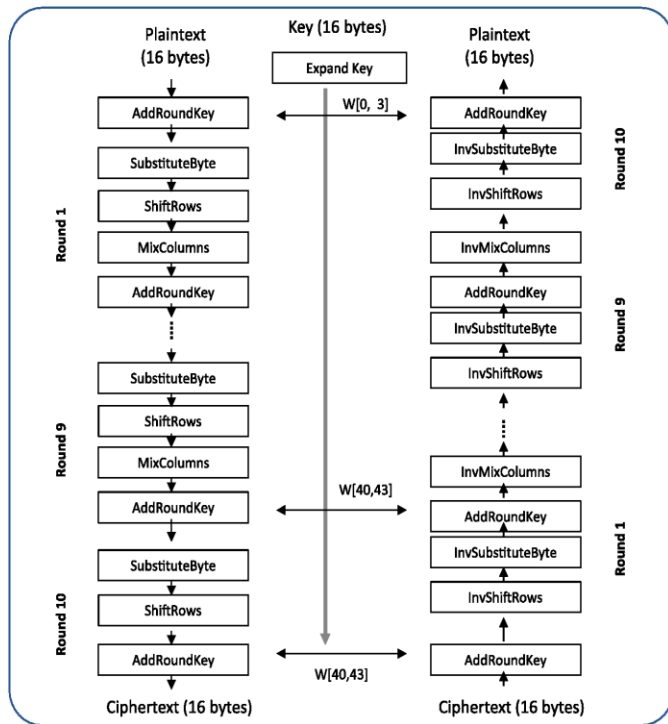 Plaintext
(16 bytes)
AddRoundKey
SubstituteByte
ShiftRows
MixColumns
AddRoundKey
Round 1
SubstituteByte
ShiftRows
MixColumns
AddRoundKey
Round 9
SubstituteByte
ShiftRows
AddRoundKey
Round 10
Ciphertext (16 bytes)
Key (16 bytes)
Expand Key
W[0, 3]
W[40,43]
W[40,43]
Plaintext
(16 bytes)
AddRoundKey
InvSubstituteByte
InvShiftRows
Round 10
InvMixColumns
AddRoundKey
InvSubstituteByte
InvShiftRows
Round 9
InvMixColumns
AddRoundKey
InvSubstituteByte
InvShiftRows
Round 1
AddRoundKey
Ciphertext (16 bytes)